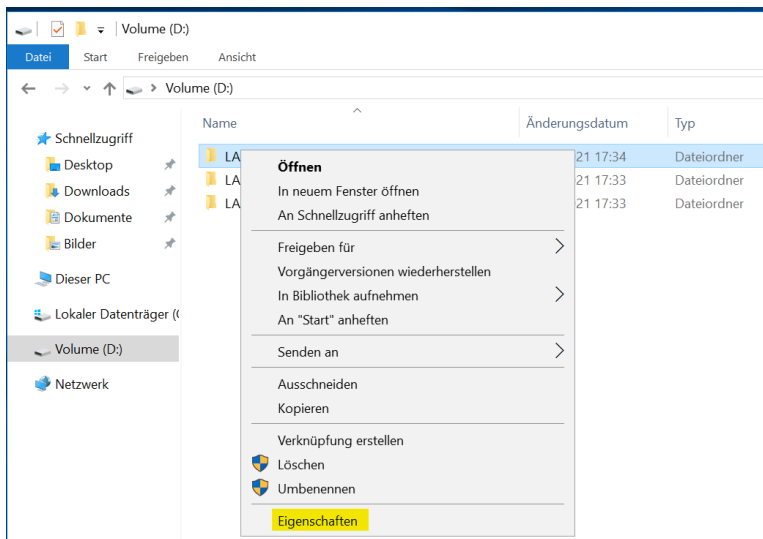 Volume (D:)
Datei Start Freigeben Ansicht
Volume (D:)
Name Änderungsdatum Typ
Schnellzugriff
Desktop
Downloads
Dokumente
Bilder
Dieser PC
Lokaler Datenträger (
Volume (D:)
Netzwerk
LA 21 17:34 Dateiordner
LA 21 17:33 Dateiordner
LA 21 17:33 Dateiordner
Öffnen
In neuem Fenster öffnen
An Schnellzugriff anheften
Freigeben für
Vorgängerversionen wiederherstellen
In Bibliothek aufnehmen
An "Start" anheften
Senden an
Ausschneiden
Kopieren
Verknüpfung erstellen
Löschen
Umbenennen
Eigenschaften